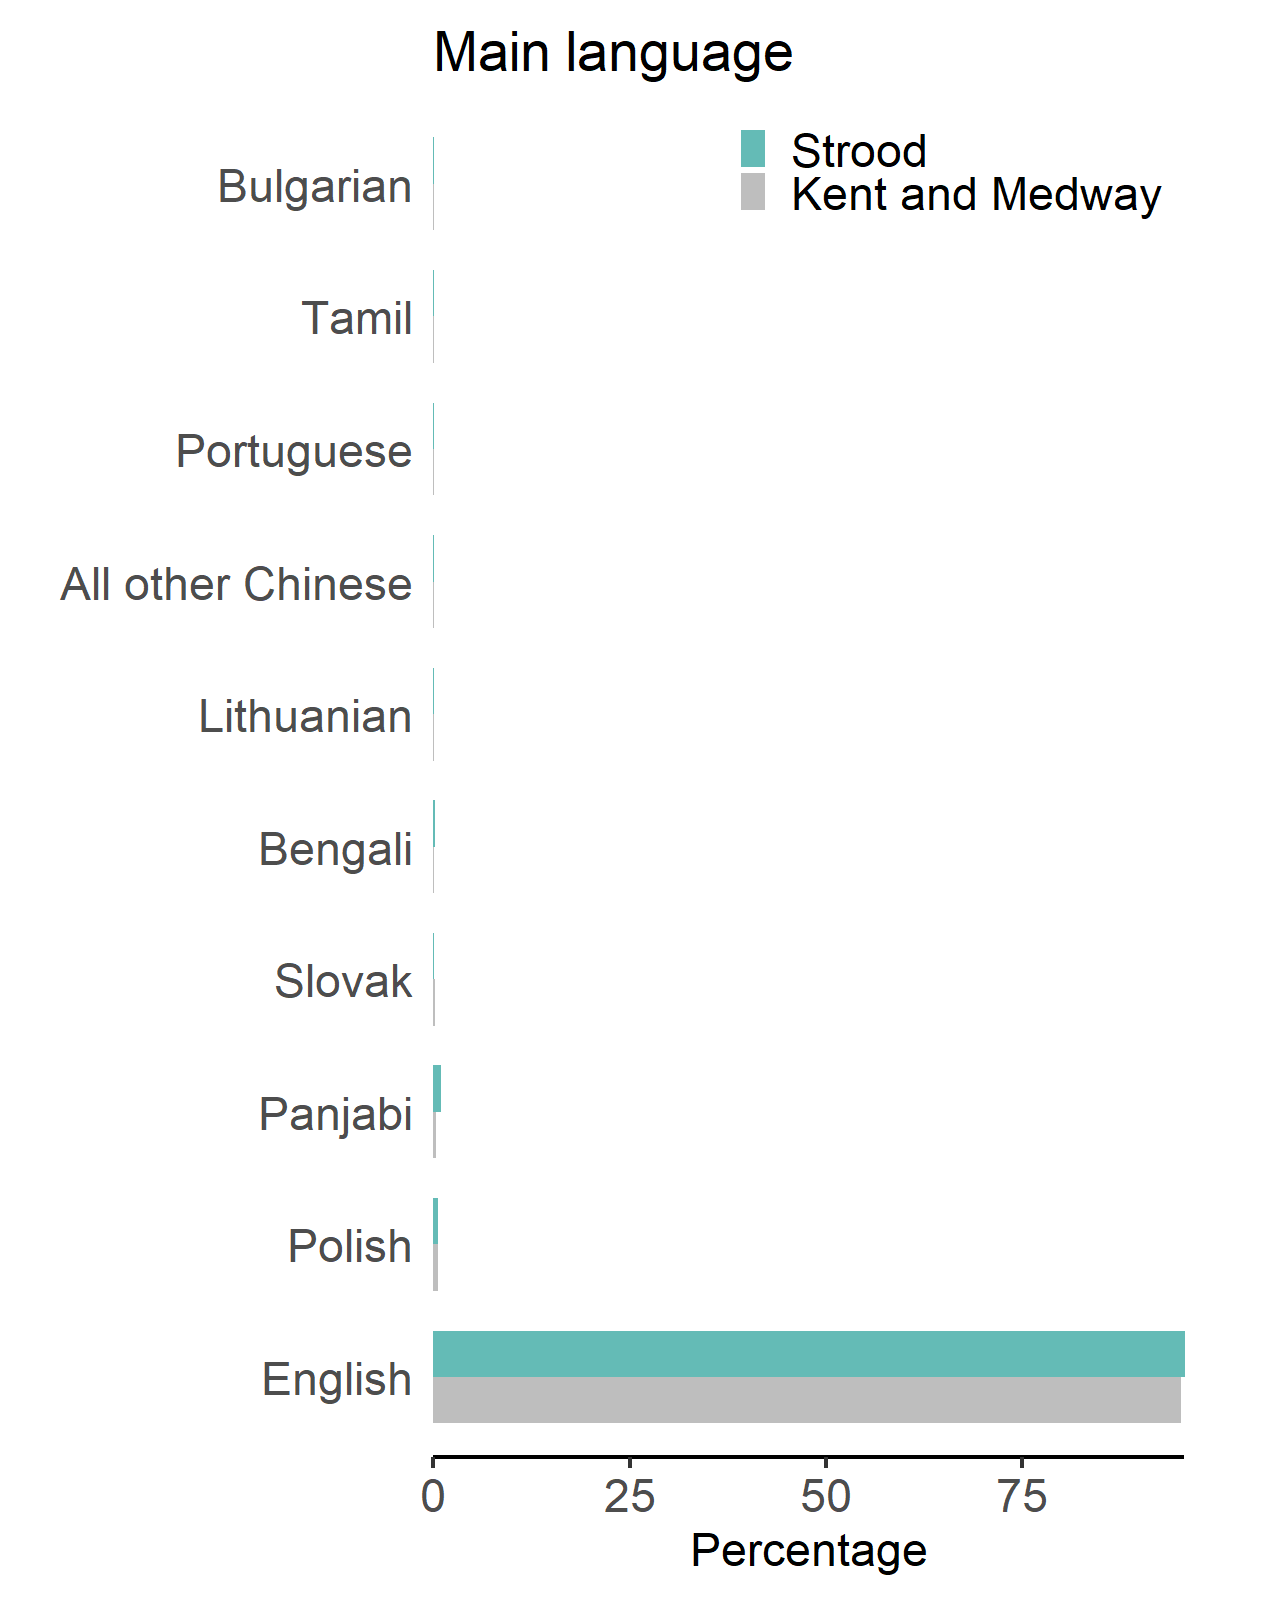 Main language
Strood
Kent and Medway
Bulgarian
Tamil
Portuguese
All other Chinese
Lithuanian
Bengali
Slovak
Panjabi
Polish
English
0 25 50 75
Percentage